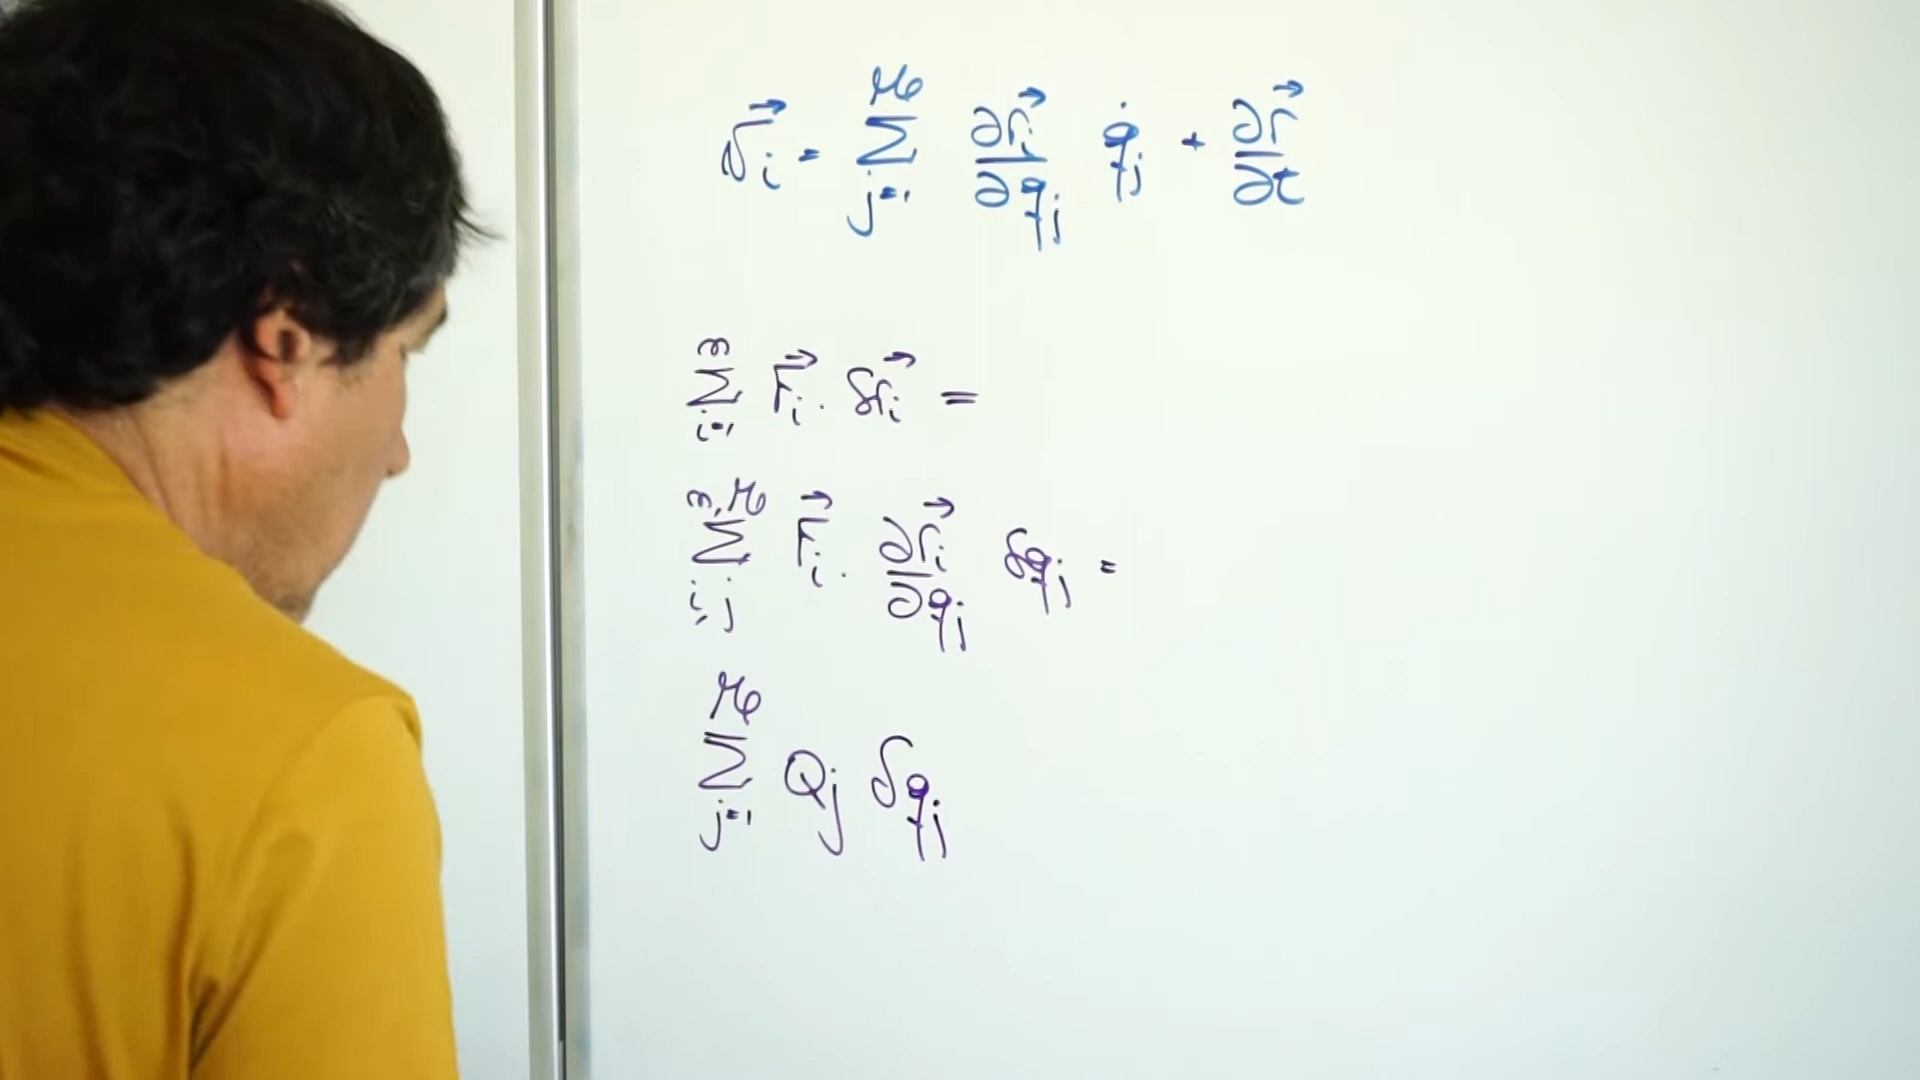 v⃗ᵢ = Σ_{j=1}^{M} ∂r⃗ᵢ/∂qⱼ q̇ⱼ + ∂r⃗/∂t
Σ_{i=1}^{n} F⃗ᵢ · δr⃗ᵢ =
Σ_{i,j}^{n,M} F⃗ᵢ · ∂r⃗ᵢ/∂qⱼ δqⱼ =
Σ_{j=1}^{M} Qⱼ δqⱼ